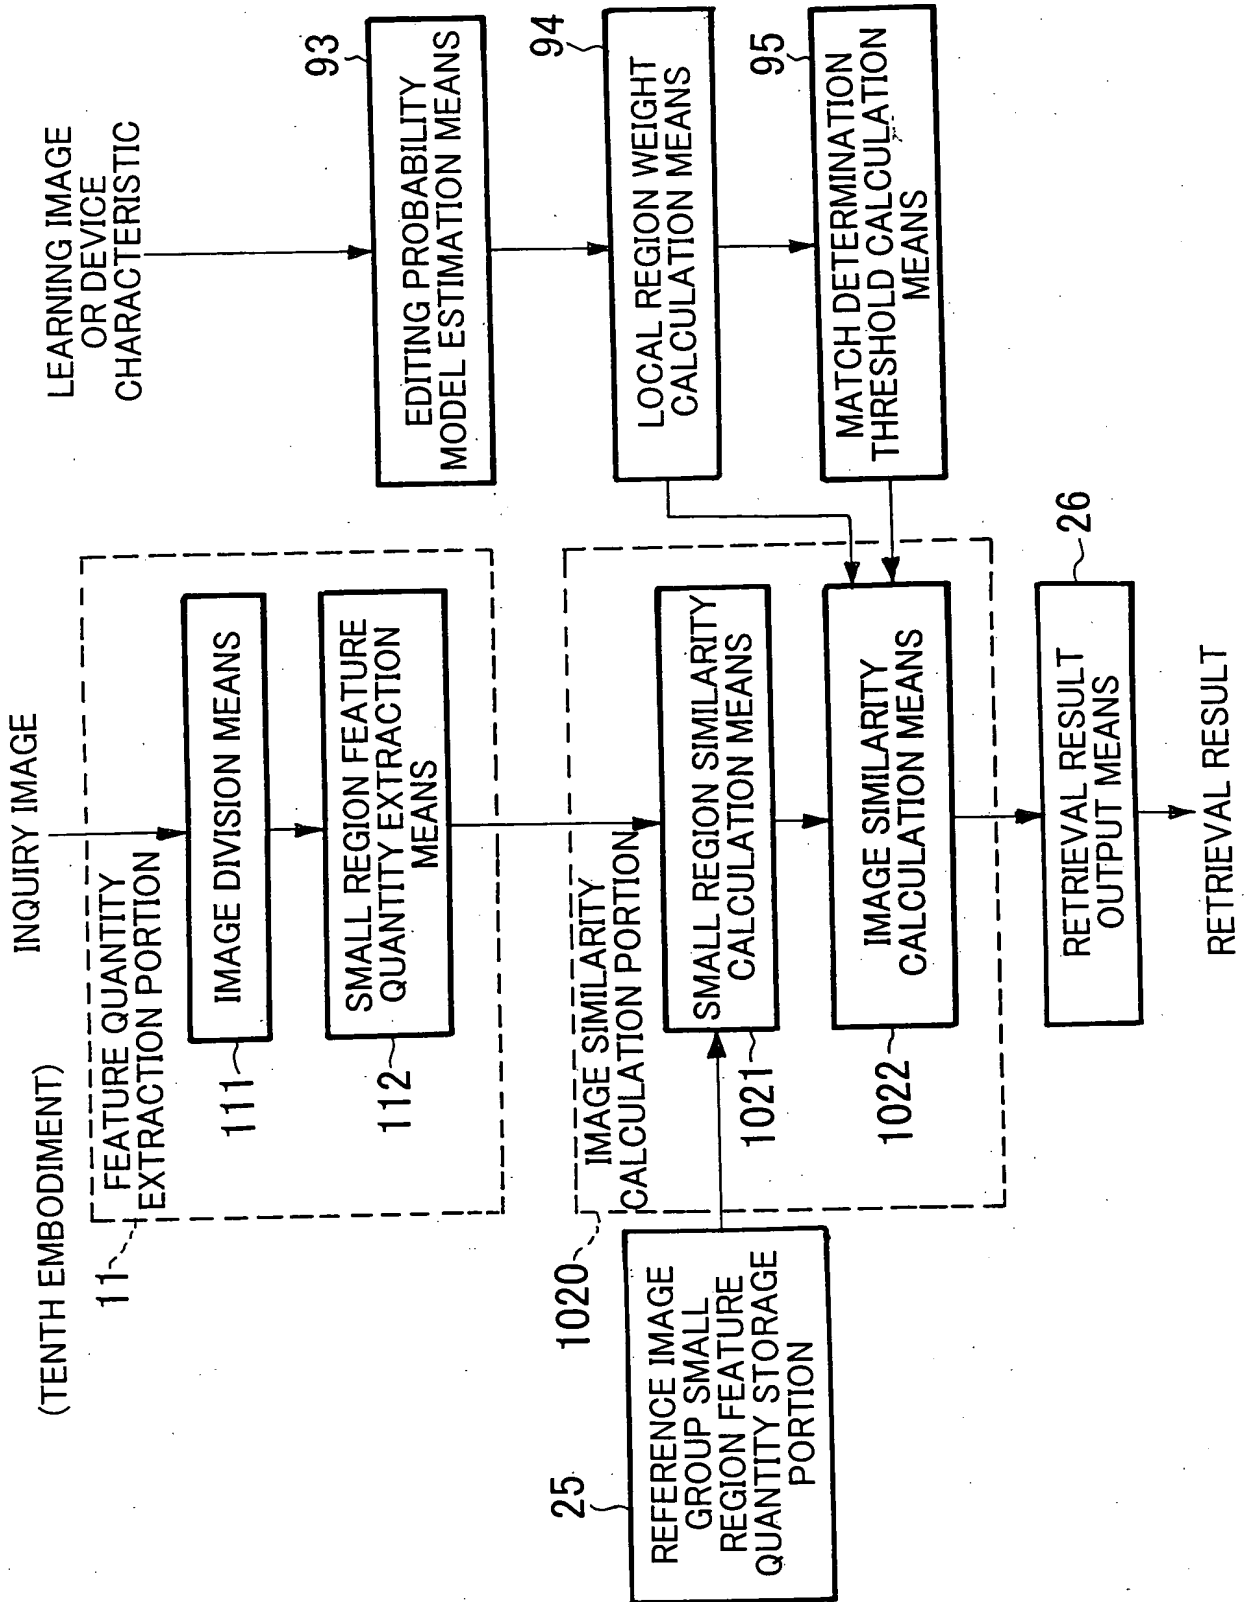 (TENTH EMBODIMENT)
INQUIRY IMAGE
LEARNING IMAGE
OR DEVICE
CHARACTERISTIC
11
FEATURE QUANTITY
EXTRACTION PORTION
IMAGE DIVISION MEANS
111
SMALL REGION FEATURE
QUANTITY EXTRACTION
MEANS
112
93
EDITING PROBABILITY
MODEL ESTIMATION MEANS
94
LOCAL REGION WEIGHT
CALCULATION MEANS
95
MATCH DETERMINATION
THRESHOLD CALCULATION
MEANS
1020
IMAGE SIMILARITY
CALCULATION PORTION
25
REFERENCE IMAGE
GROUP SMALL
REGION FEATURE
QUANTITY STORAGE
PORTION
SMALL REGION SIMILARITY
CALCULATION MEANS
1021
IMAGE SIMILARITY
CALCULATION MEANS
1022
26
RETRIEVAL RESULT
OUTPUT MEANS
RETRIEVAL RESULT